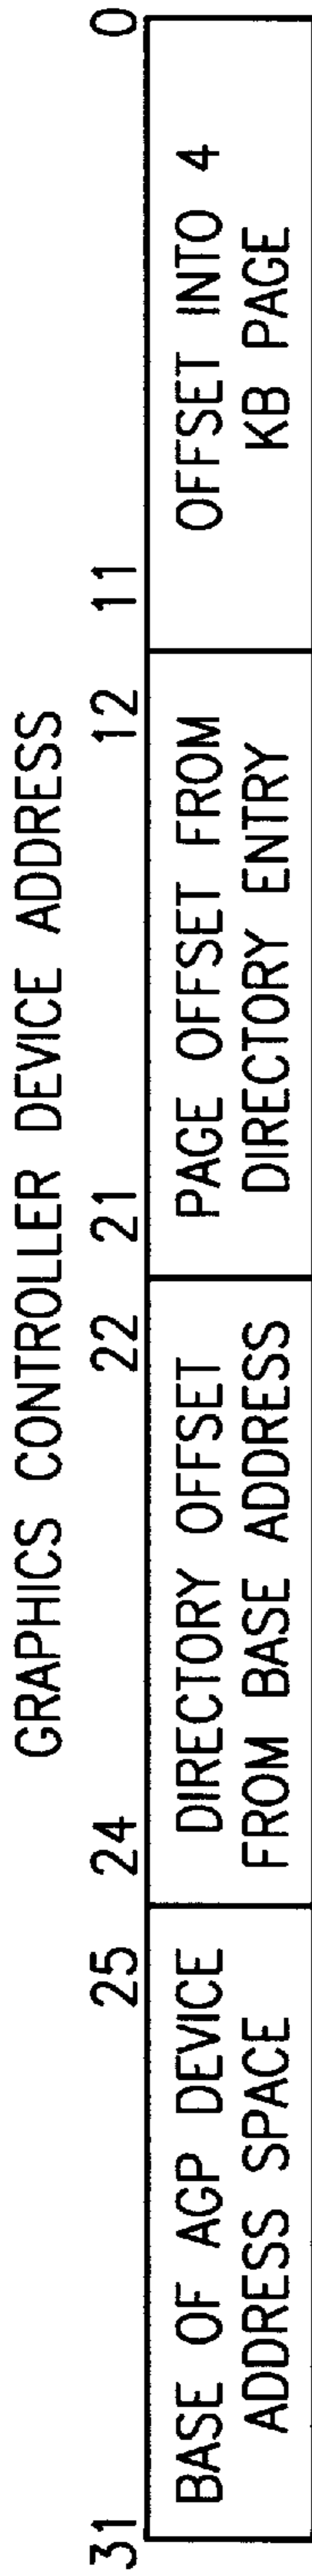 GRAPHICS CONTROLLER DEVICE ADDRESS
31 25 24 22 21 12 11 0
BASE OF AGP DEVICE
ADDRESS SPACE
DIRECTORY OFFSET
FROM BASE ADDRESS
PAGE OFFSET FROM
DIRECTORY ENTRY
OFFSET INTO 4
KB PAGE